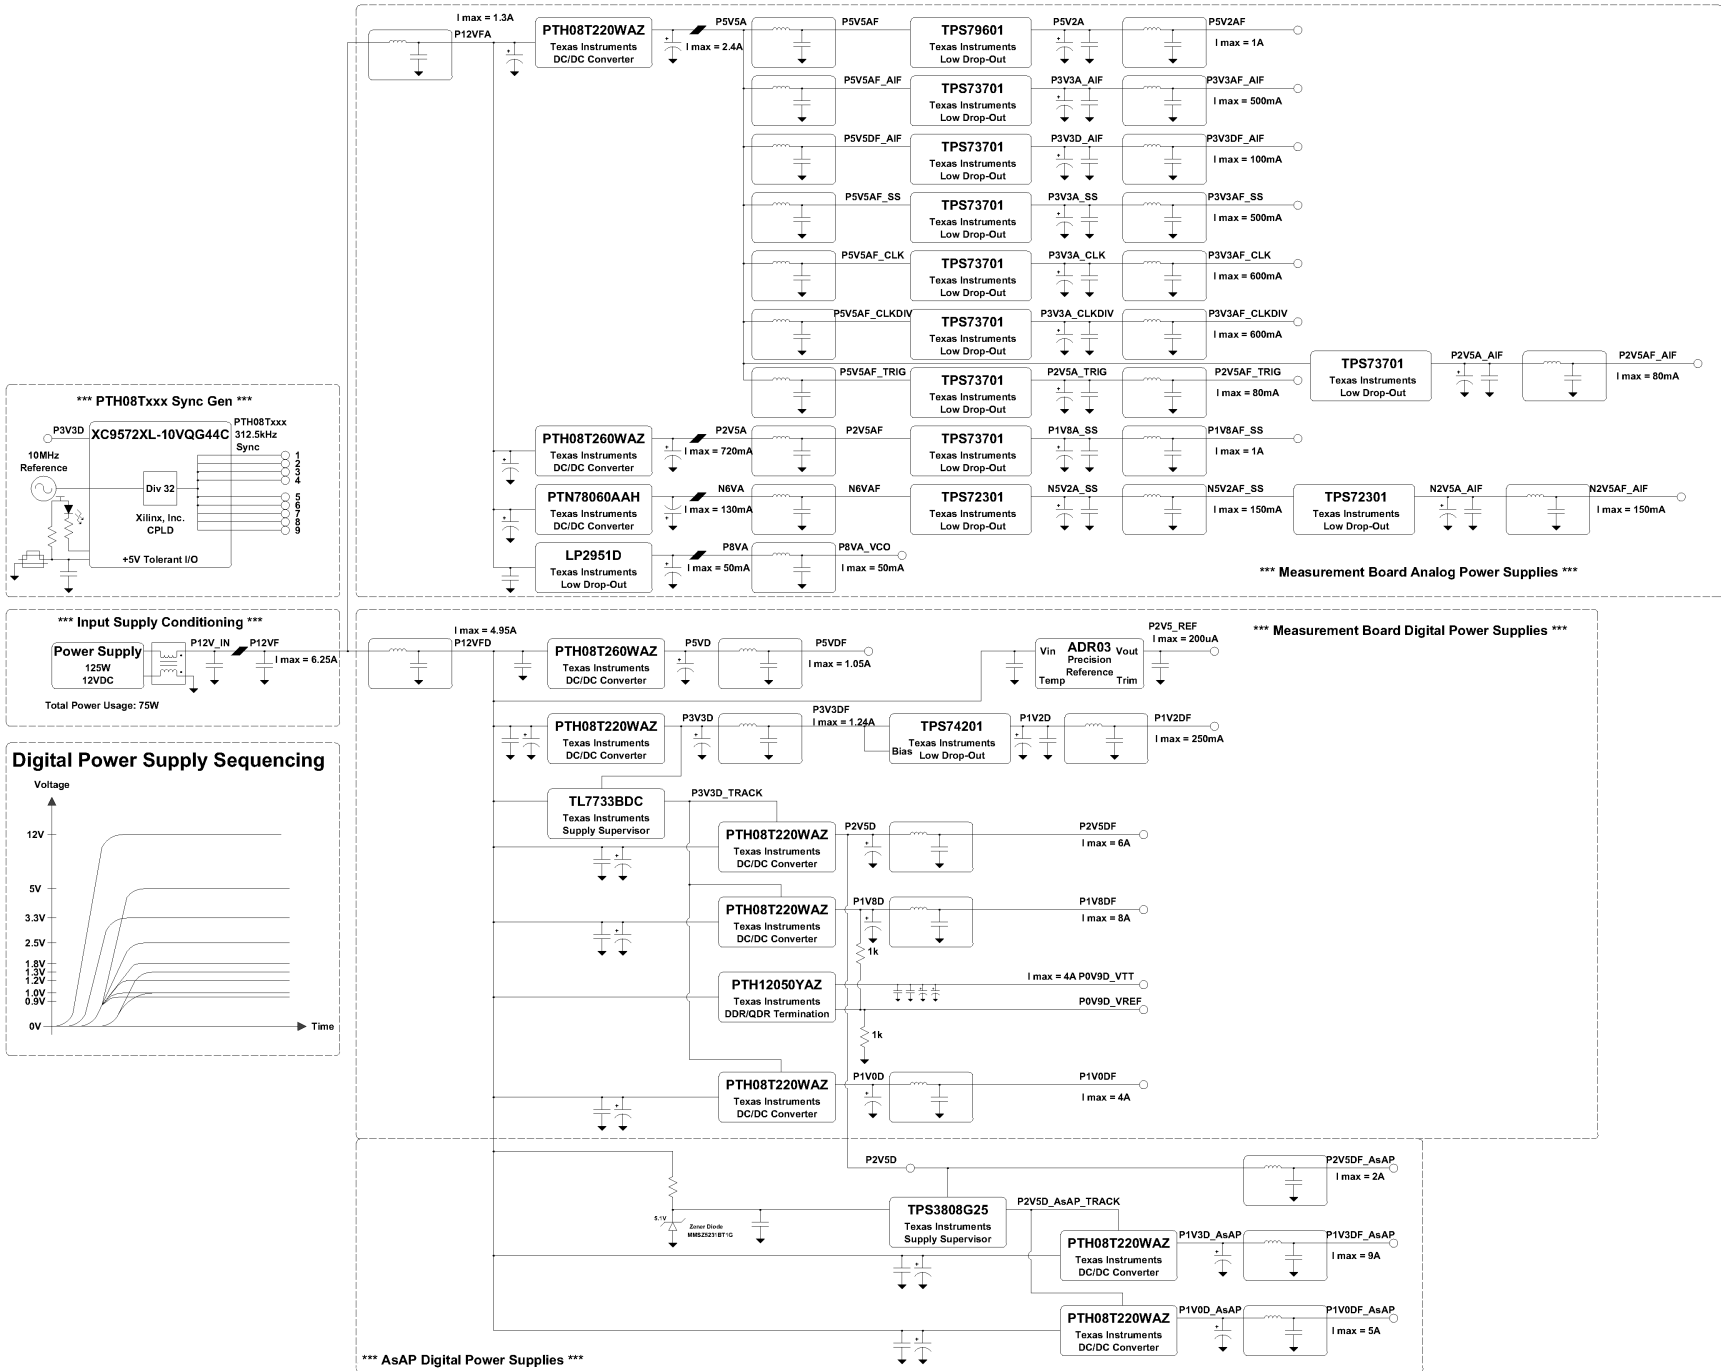 I max = 1.3A
P12VFA
PTH08T220WAZ
Texas Instruments
DC/DC Converter
P5V5A
I max = 2.4A
P5V5AF
TPS79601
Texas Instruments
Low Drop-Out
P5V2A
P5V2AF
I max = 1A
P5V5AF_AIF
TPS73701
Texas Instruments
Low Drop-Out
P3V3A_AIF
P3V3AF_AIF
I max = 500mA
P5V5DF_AIF
TPS73701
Texas Instruments
Low Drop-Out
P3V3D_AIF
P3V3DF_AIF
I max = 100mA
P5V5AF_SS
TPS73701
Texas Instruments
Low Drop-Out
P3V3A_SS
P3V3AF_SS
I max = 500mA
P5V5AF_CLK
TPS73701
Texas Instruments
Low Drop-Out
P3V3A_CLK
P3V3AF_CLK
I max = 600mA
P5V5AF_CLKDIV
TPS73701
Texas Instruments
Low Drop-Out
P3V3A_CLKDIV
P3V3AF_CLKDIV
I max = 600mA
TPS73701
Texas Instruments
Low Drop-Out
P2V5A_AIF
P2V5AF_AIF
I max = 80mA
P5V5AF_TRIG
TPS73701
Texas Instruments
Low Drop-Out
P2V5A_TRIG
P2V5AF_TRIG
I max = 80mA
PTH08T260WAZ
Texas Instruments
DC/DC Converter
P2V5A
I max = 720mA
P2V5AF
TPS73701
Texas Instruments
Low Drop-Out
P1V8A_SS
P1V8AF_SS
I max = 1A
PTN78060AAH
Texas Instruments
DC/DC Converter
N6VA
I max = 130mA
N6VAF
TPS72301
Texas Instruments
Low Drop-Out
N5V2A_SS
N5V2AF_SS
I max = 150mA
TPS72301
Texas Instruments
Low Drop-Out
N2V5A_AIF
N2V5AF_AIF
I max = 150mA
LP2951D
Texas Instruments
Low Drop-Out
P8VA
I max = 50mA
P8VA_VCO
I max = 50mA
*** Measurement Board Analog Power Supplies ***
*** PTH08Txxx Sync Gen ***
P3V3D
XC9572XL-10VQG44C
PTH08Txxx
312.5kHz
Sync
10MHz
Reference
Div 32
Xilinx, Inc.
CPLD
+5V Tolerant I/O
1
2
3
4
5
6
7
8
9
*** Input Supply Conditioning ***
Power Supply
125W
12VDC
P12V_IN
P12VF
I max = 6.25A
Total Power Usage: 75W
Digital Power Supply Sequencing
Voltage
12V
5V
3.3V
2.5V
1.8V
1.3V
1.2V
1.0V
0.9V
0V
Time
I max = 4.95A
P12VFD
PTH08T260WAZ
Texas Instruments
DC/DC Converter
P5VD
P5VDF
I max = 1.05A
Vin
ADR03
Vout
Precision
Reference
Temp
Trim
P2V5_REF
I max = 200uA
*** Measurement Board Digital Power Supplies ***
PTH08T220WAZ
Texas Instruments
DC/DC Converter
P3V3D
P3V3DF
I max = 1.24A
TPS74201
Texas Instruments
Bias
Low Drop-Out
P1V2D
P1V2DF
I max = 250mA
TL7733BDC
Texas Instruments
Supply Supervisor
P3V3D_TRACK
PTH08T220WAZ
Texas Instruments
DC/DC Converter
P2V5D
P2V5DF
I max = 6A
PTH08T220WAZ
Texas Instruments
DC/DC Converter
P1V8D
P1V8DF
I max = 8A
1k
PTH12050YAZ
Texas Instruments
DDR/QDR Termination
I max = 4A P0V9D_VTT
P0V9D_VREF
1k
PTH08T220WAZ
Texas Instruments
DC/DC Converter
P1V0D
P1V0DF
I max = 4A
P2V5D
P2V5DF_AsAP
I max = 2A
5.1V
Zener Diode
MMSZ5231BT1G
TPS3808G25
Texas Instruments
Supply Supervisor
P2V5D_AsAP_TRACK
PTH08T220WAZ
Texas Instruments
DC/DC Converter
P1V3D_AsAP
P1V3DF_AsAP
I max = 9A
PTH08T220WAZ
Texas Instruments
DC/DC Converter
P1V0D_AsAP
P1V0DF_AsAP
I max = 5A
*** AsAP Digital Power Supplies ***